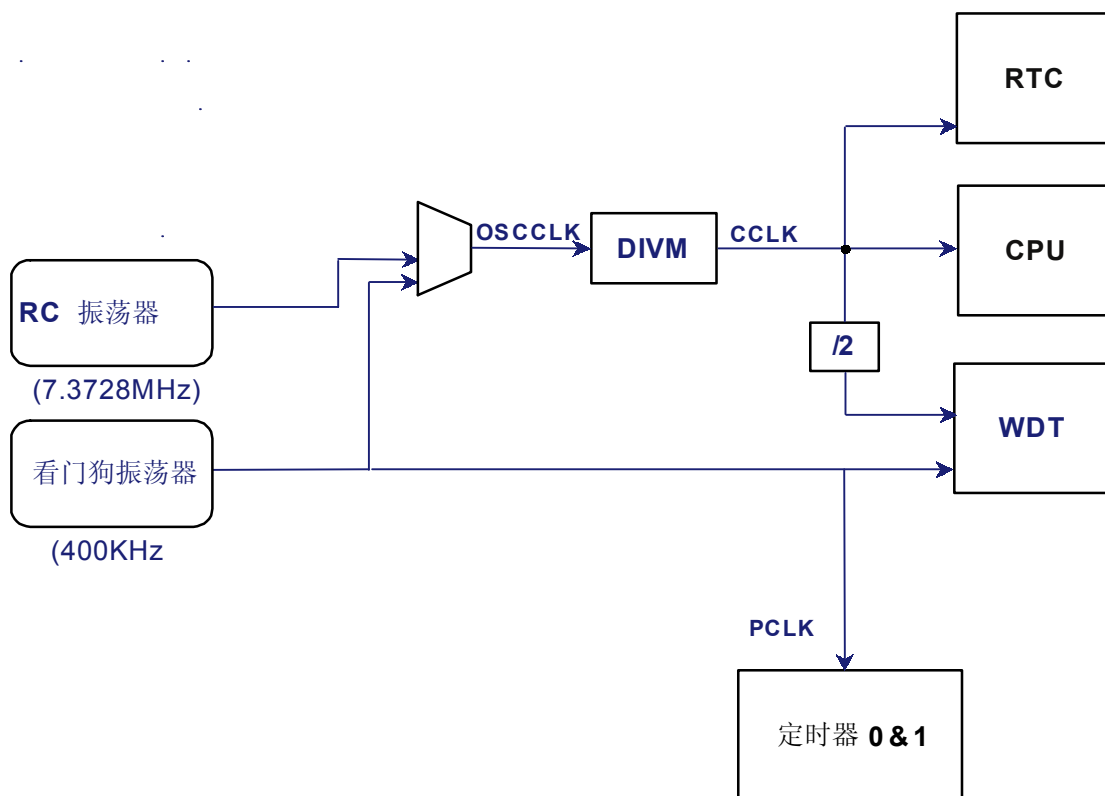 RTC
OSCCLK
DIVM
CCLK
CPU
RC 振荡器
(7.3728MHz)
/2
WDT
看门狗振荡器
(400KHz
PCLK
定时器 0&1